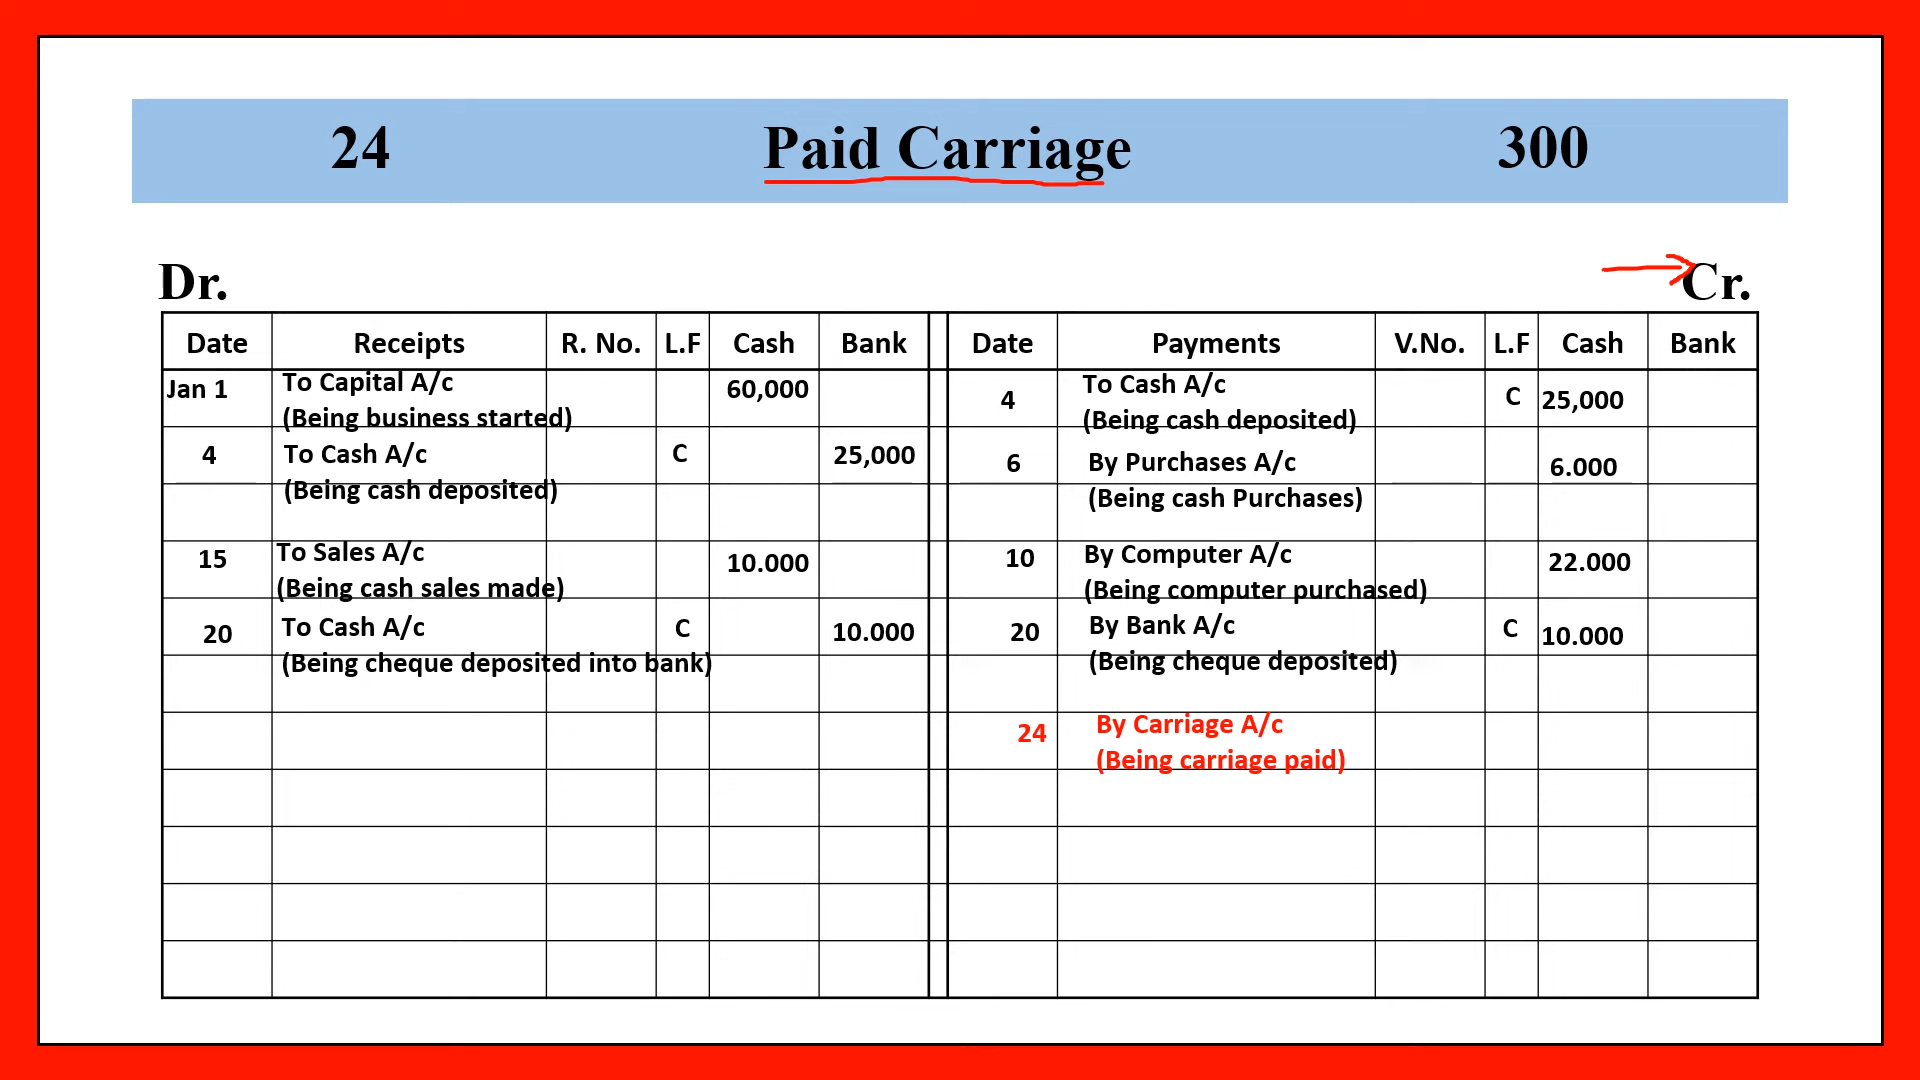 24 Paid Carriage 300
Dr. Cr.
Date Receipts R. No. L.F Cash Bank Date Payments V.No. L.F Cash Bank
Jan 1 To Capital A/c 60,000 4 To Cash A/c C 25,000
(Being business started) (Being cash deposited)
4 To Cash A/c C 25,000 6 By Purchases A/c 6.000
(Being cash deposited) (Being cash Purchases)
15 To Sales A/c 10.000 10 By Computer A/c 22.000
(Being cash sales made) (Being computer purchased)
20 To Cash A/c C 10.000 20 By Bank A/c C 10.000
(Being cheque deposited into bank) (Being cheque deposited)
24 By Carriage A/c
(Being carriage paid)